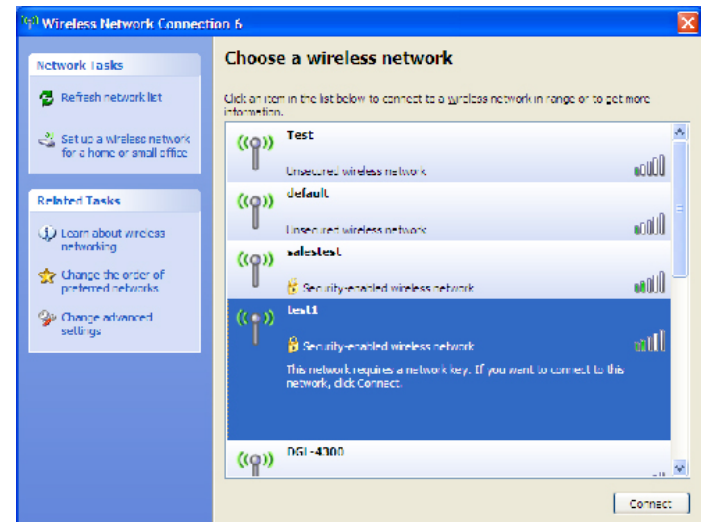 Wireless Network Connection 6
Network Tasks
Refresh network list
Set up a wireless network
for a home or small office
Related Tasks
Learn about wireless
networking
Change the order of
preferred networks
Change advanced
settings
Choose a wireless network
Click an item in the list below to connect to a wireless network in range or to get more
information.
Test
Unsecured wireless network
default
Unsecured wireless network
salestest
Security-enabled wireless network
test1
Security-enabled wireless network
This network requires a network key. If you want to connect to this
network, click Connect.
DGL-4300
Connect